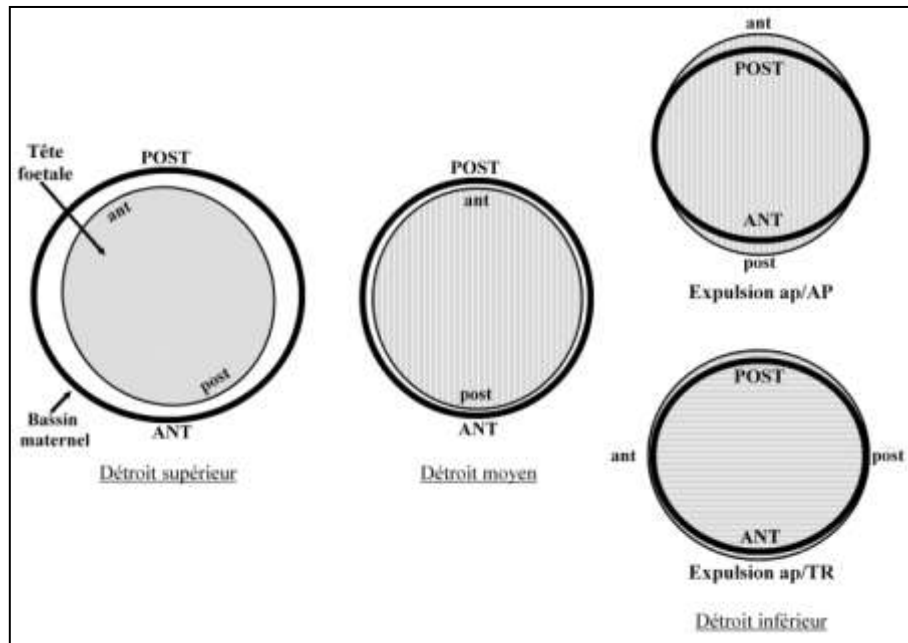 Tête
foetale
POST
ant
post
ANT
Bassin
maternel
Détroit supérieur
POST
ant
post
ANT
Détroit moyen
ant
POST
ANT
post
Expulsion ap/AP
POST
ant
post
ANT
Expulsion ap/TR
Détroit inférieur